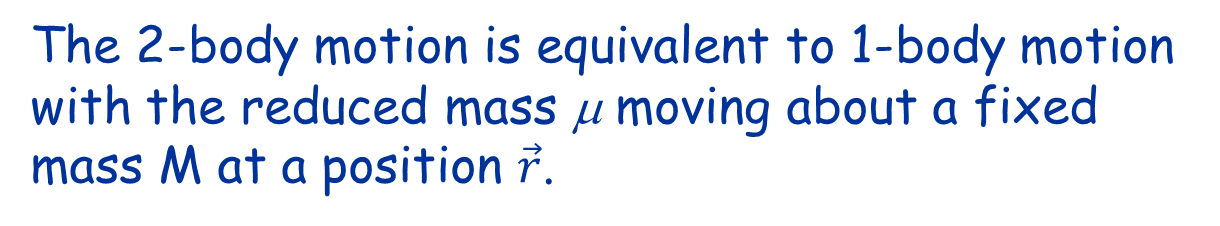 The 2-body motion is equivalent to 1-body motion
with the reduced mass μ moving about a fixed
mass M at a position r⃗.